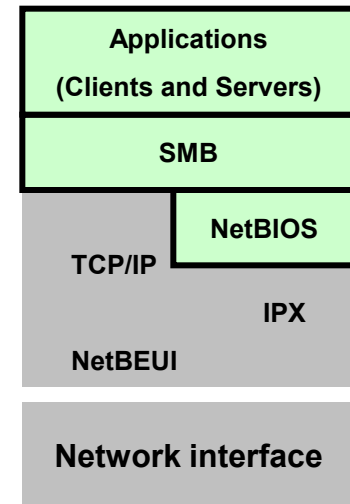 Applications
(Clients and Servers)
SMB
NetBIOS
TCP/IP
IPX
NetBEUI
Network interface